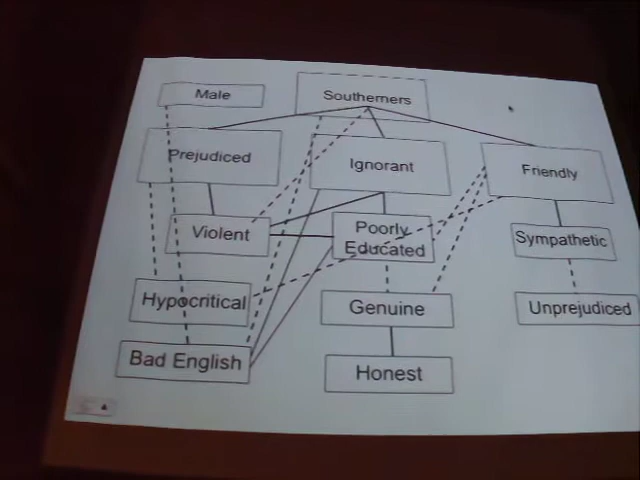 Male
Southerners
Prejudiced
Ignorant
Friendly
Violent
Poorly
Educated
Sympathetic
Hypocritical
Genuine
Unprejudiced
Bad English
Honest